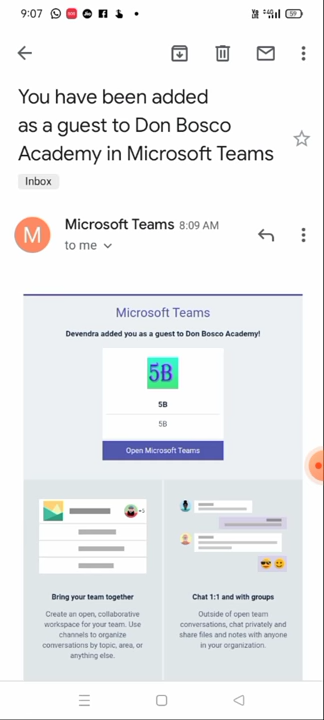 9:07
59
You have been added
as a guest to Don Bosco
Academy in Microsoft Teams
Inbox
M
Microsoft Teams 8:09 AM
to me
Microsoft Teams
Devendra added you as a guest to Don Bosco Academy!
5B
5B
5B
Open Microsoft Teams
Bring your team together
Create an open, collaborative
workspace for your team. Use
channels to organize
conversations by topic, area, or
anything else.
Chat 1:1 and with groups
Outside of open team
conversations, chat privately and
share files and notes with anyone
in your organization.